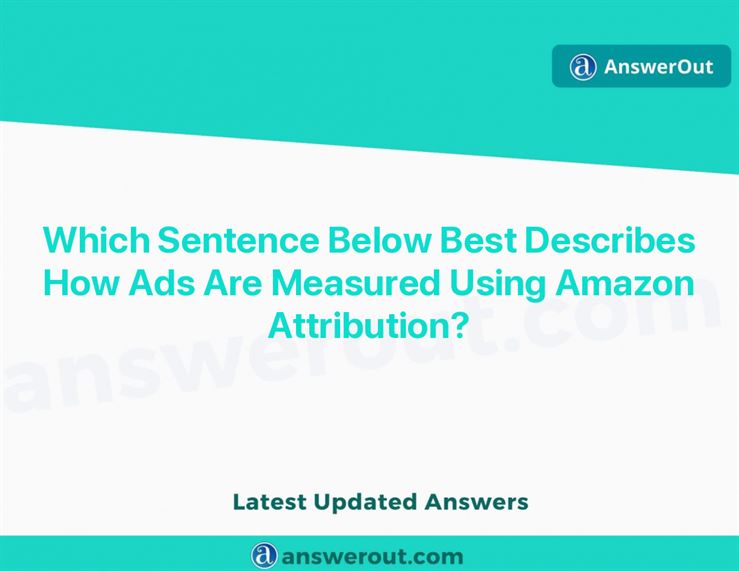 AnswerOut
Which Sentence Below Best Describes
How Ads Are Measured Using Amazon
Attribution?
answerout.com
Latest Updated Answers
answerout.com